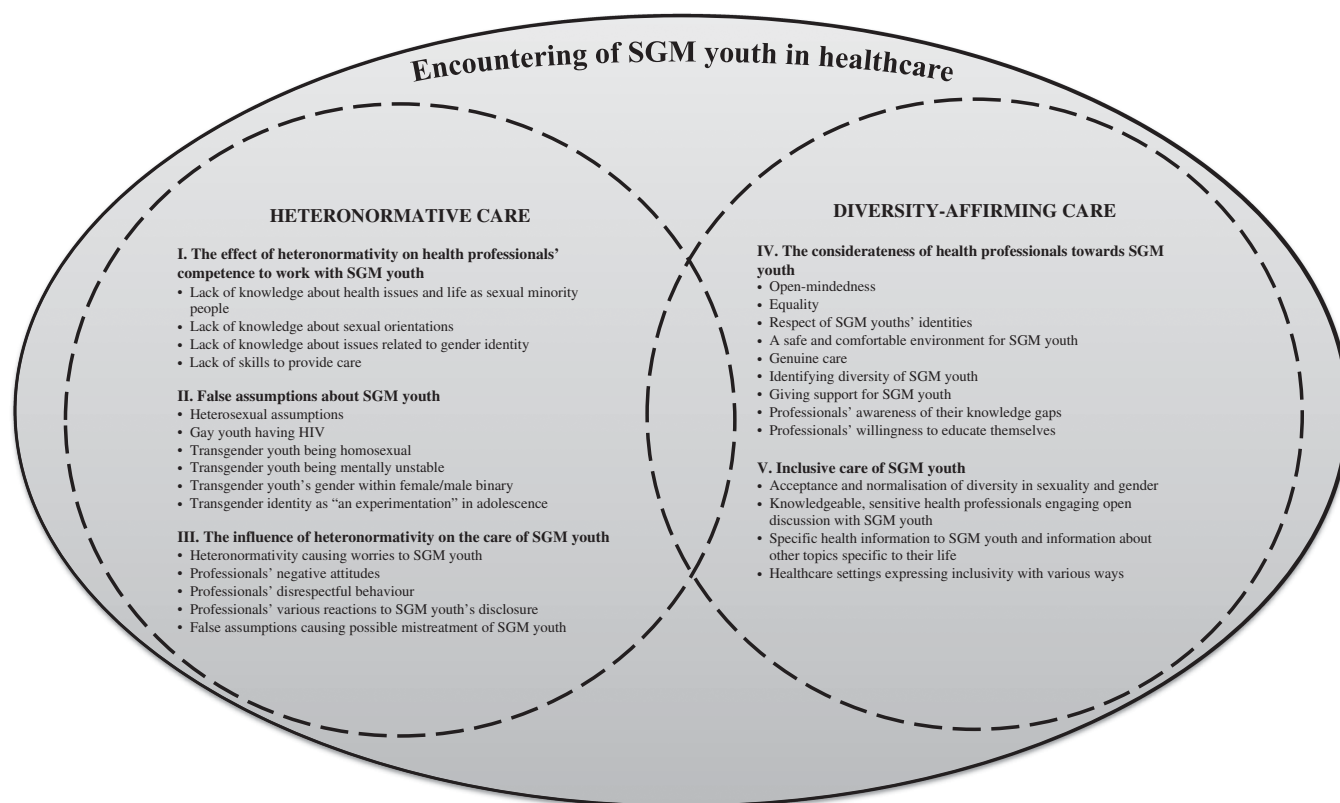 Encountering of SGM youth in healthcare
HETERONORMATIVE CARE
I. The effect of heteronormativity on health professionals’
competence to work with SGM youth
• Lack of knowledge about health issues and life as sexual minority
people
• Lack of knowledge about sexual orientations
• Lack of knowledge about issues related to gender identity
• Lack of skills to provide care
II. False assumptions about SGM youth
• Heterosexual assumptions
• Gay youth having HIV
• Transgender youth being homosexual
• Transgender youth being mentally unstable
• Transgender youth’s gender within female/male binary
• Transgender identity as “an experimentation” in adolescence
III. The influence of heteronormativity on the care of SGM youth
• Heteronormativity causing worries to SGM youth
• Professionals’ negative attitudes
• Professionals’ disrespectful behaviour
• Professionals’ various reactions to SGM youth’s disclosure
• False assumptions causing possible mistreatment of SGM youth
DIVERSITY-AFFIRMING CARE
IV. The considerateness of health professionals towards SGM
youth
• Open-mindedness
• Equality
• Respect of SGM youths’ identities
• A safe and comfortable environment for SGM youth
• Genuine care
• Identifying diversity of SGM youth
• Giving support for SGM youth
• Professionals’ awareness of their knowledge gaps
• Professionals’ willingness to educate themselves
V. Inclusive care of SGM youth
• Acceptance and normalisation of diversity in sexuality and gender
• Knowledgeable, sensitive health professionals engaging open
discussion with SGM youth
• Specific health information to SGM youth and information about
other topics specific to their life
• Healthcare settings expressing inclusivity with various ways